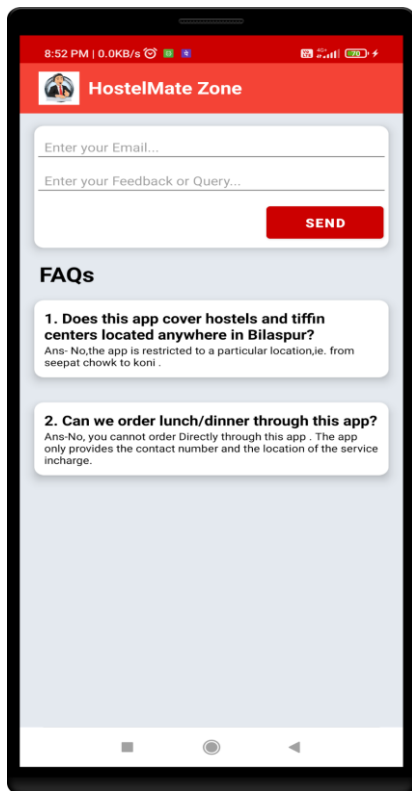 8:52 PM | 0.0KB/s
4G+
70
HostelMate Zone
Enter your Email...
Enter your Feedback or Query...
SEND
FAQs
1. Does this app cover hostels and tiffin
centers located anywhere in Bilaspur?
Ans- No,the app is restricted to a particular location,ie. from
seepat chowk to koni .
2. Can we order lunch/dinner through this app?
Ans-No, you cannot order Directly through this app . The app
only provides the contact number and the location of the service
incharge.